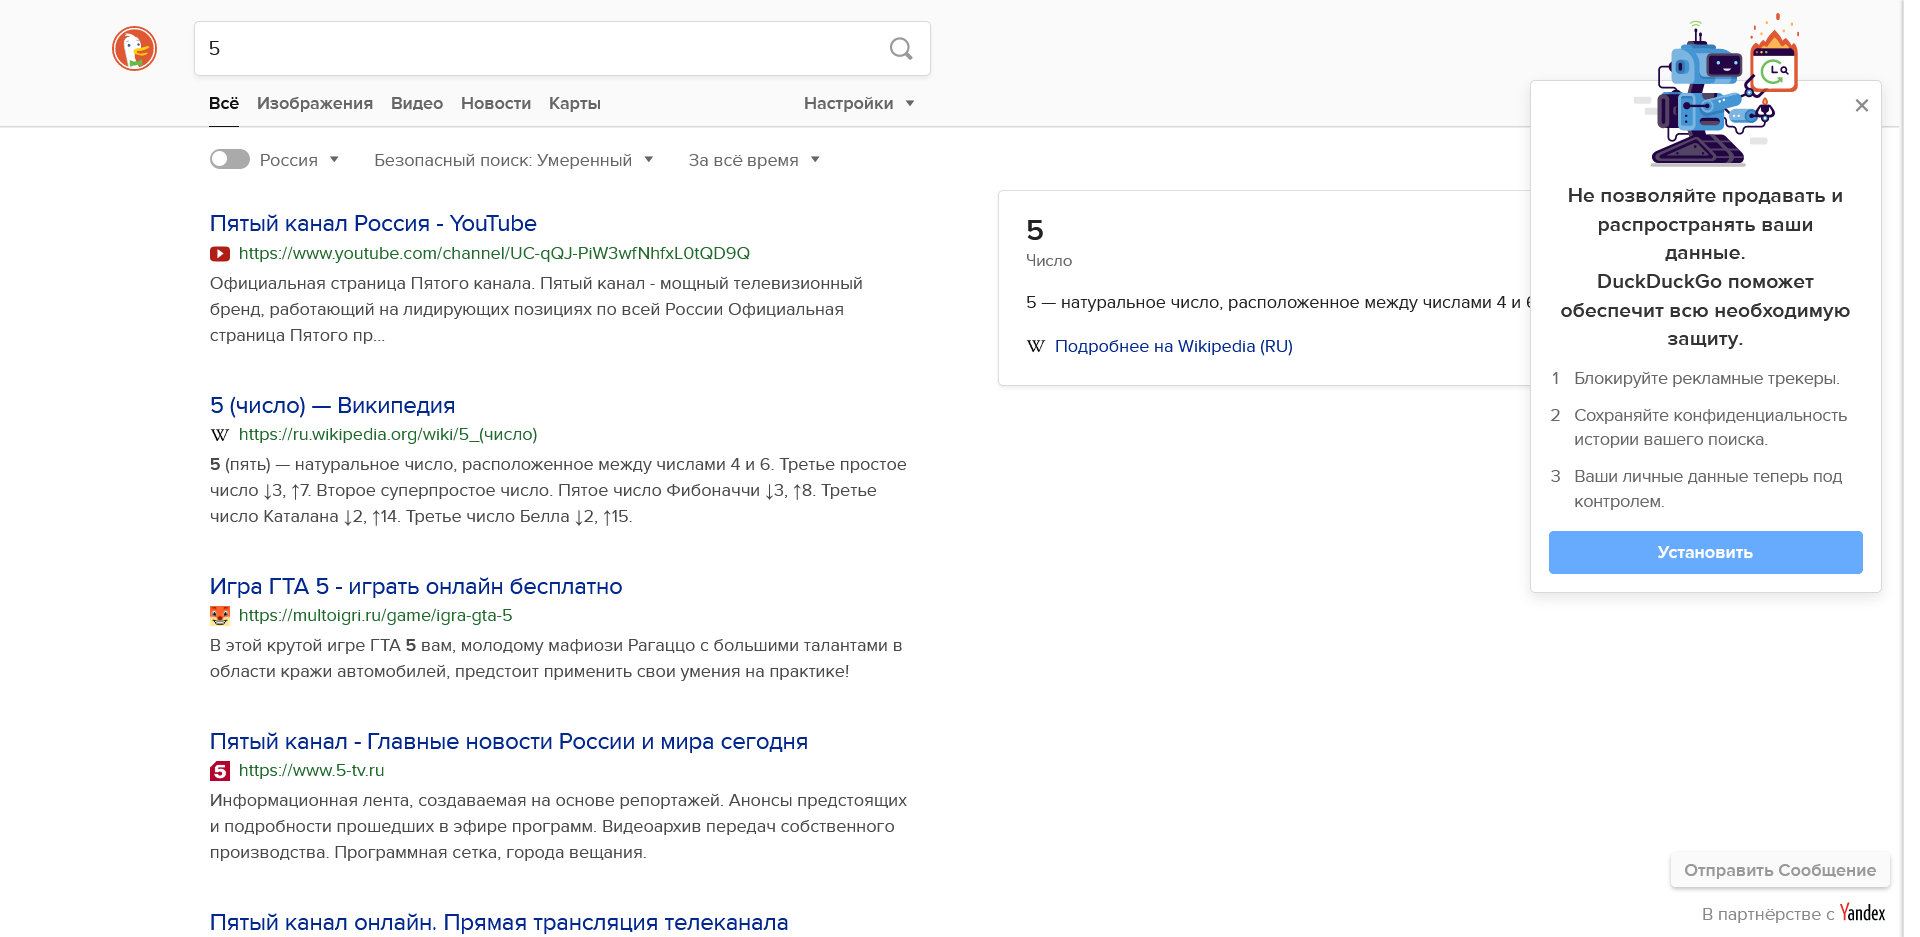 5
Всё Изображения Видео Новости Карты Настройки
Россия Безопасный поиск: Умеренный За всё время
Пятый канал Россия - YouTube
https://www.youtube.com/channel/UC-qQJ-PiW3wfNhfxL0tQD9Q
Официальная страница Пятого канала. Пятый канал - мощный телевизионный
бренд, работающий на лидирующих позициях по всей России Официальная
страница Пятого пр...
5 (число) — Википедия
W https://ru.wikipedia.org/wiki/5_(число)
5 (пять) — натуральное число, расположенное между числами 4 и 6. Третье простое
число ↓3, ↑7. Второе суперпростое число. Пятое число Фибоначчи ↓3, ↑8. Третье
число Каталана ↓2, ↑14. Третье число Белла ↓2, ↑15.
Игра ГТА 5 - играть онлайн бесплатно
https://multoigri.ru/game/igra-gta-5
В этой крутой игре ГТА 5 вам, молодому мафиози Рагаццо с большими талантами в
области кражи автомобилей, предстоит применить свои умения на практике!
Пятый канал - Главные новости России и мира сегодня
5 https://www.5-tv.ru
Информационная лента, создаваемая на основе репортажей. Анонсы предстоящих
и подробности прошедших в эфире программ. Видеоархив передач собственного
производства. Программная сетка, города вещания.
Пятый канал онлайн. Прямая трансляция телеканала
5
Число
5 — натуральное число, расположенное между числами 4 и
W Подробнее на Wikipedia (RU)
Не позволяйте продавать и
распространять ваши
данные.
DuckDuckGo поможет
обеспечит всю необходимую
защиту.
1 Блокируйте рекламные трекеры.
2 Сохраняйте конфиденциальность
истории вашего поиска.
3 Ваши личные данные теперь под
контролем.
Установить
Отправить Сообщение
В партнёрстве с Yandex